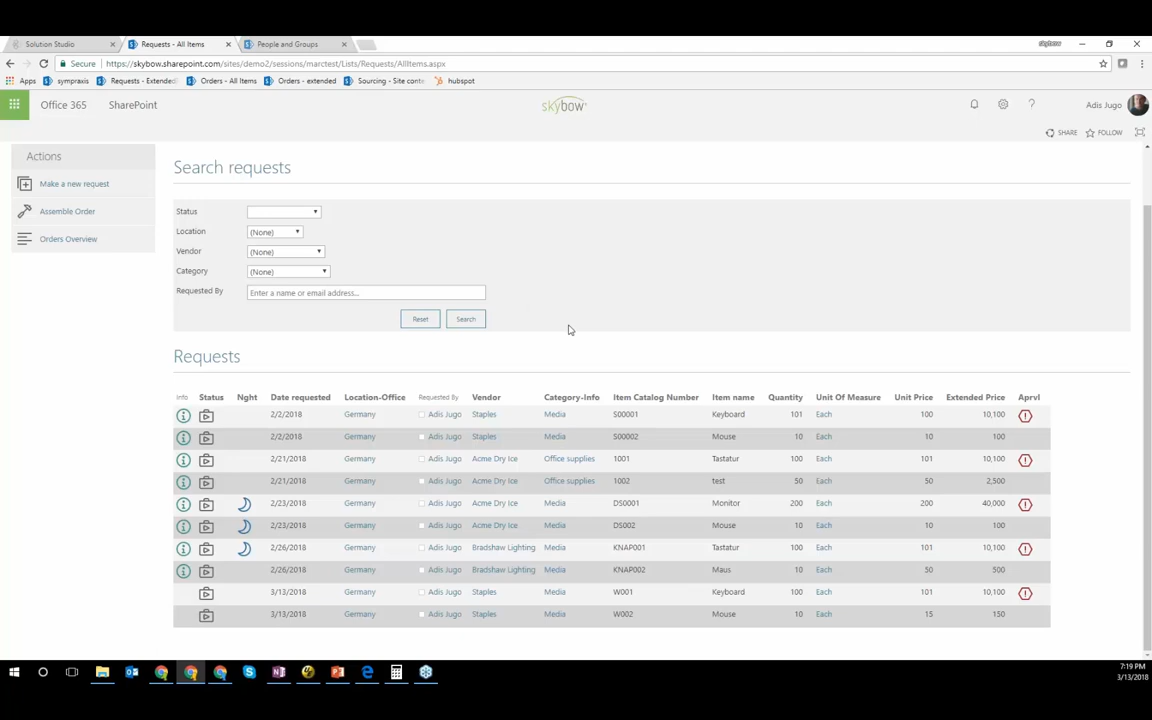 Solution Studio
Requests - All Items
People and Groups
skybow
Secure
https://skybow.sharepoint.com/sites/demo2/sessions/marctest/Lists/Requests/AllItems.aspx
Apps sympraxis Requests - Extended Orders - All Items Orders - extended Sourcing - Site conte hubspot
Office 365 SharePoint skybow Adis Jugo
SHARE FOLLOW
Actions
Make a new request
Assemble Order
Orders Overview
Search requests
Status
Location (None)
Vendor (None)
Category (None)
Requested By Enter a name or email address...
Reset Search
Requests
Info Status Nght Date requested Location-Office Requested By Vendor Category-Info Item Catalog Number Item name Quantity Unit Of Measure Unit Price Extended Price Aprvl
2/2/2018 Germany Adis Jugo Staples Media S00001 Keyboard 101 Each 100 10,100
2/2/2018 Germany Adis Jugo Staples Media S00002 Mouse 10 Each 10 100
2/21/2018 Germany Adis Jugo Acme Dry Ice Office supplies 1001 Tastatur 100 Each 101 10,100
2/21/2018 Germany Adis Jugo Acme Dry Ice Office supplies 1002 test 50 Each 50 2,500
2/23/2018 Germany Adis Jugo Acme Dry Ice Media DS0001 Monitor 200 Each 200 40,000
2/23/2018 Germany Adis Jugo Acme Dry Ice Media DS002 Mouse 10 Each 10 100
2/26/2018 Germany Adis Jugo Bradshaw Lighting Media KNAP001 Tastatur 100 Each 101 10,100
2/26/2018 Germany Adis Jugo Bradshaw Lighting Media KNAP002 Maus 10 Each 50 500
3/13/2018 Germany Adis Jugo Staples Media W001 Keyboard 100 Each 101 10,100
3/13/2018 Germany Adis Jugo Staples Media W002 Mouse 10 Each 15 150
7:19 PM
3/13/2018